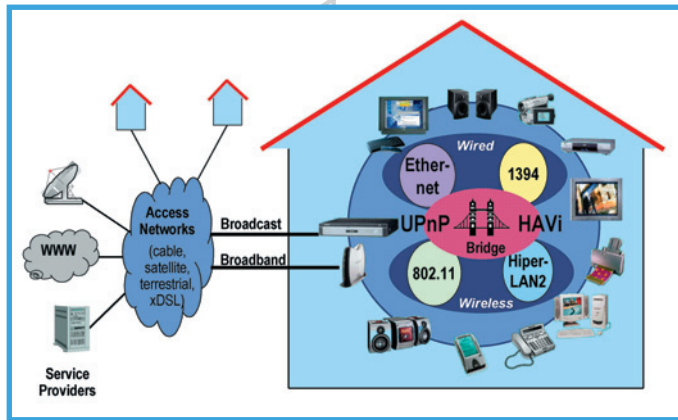 Wired
Ether-
net
1394
Access
Networks
(cable,
satellite,
terrestrial,
xDSL)
Broadcast
UPnP
HAVi
Bridge
WWW
Broadband
802.11
Hiper-
LAN2
Wireless
Service
Providers